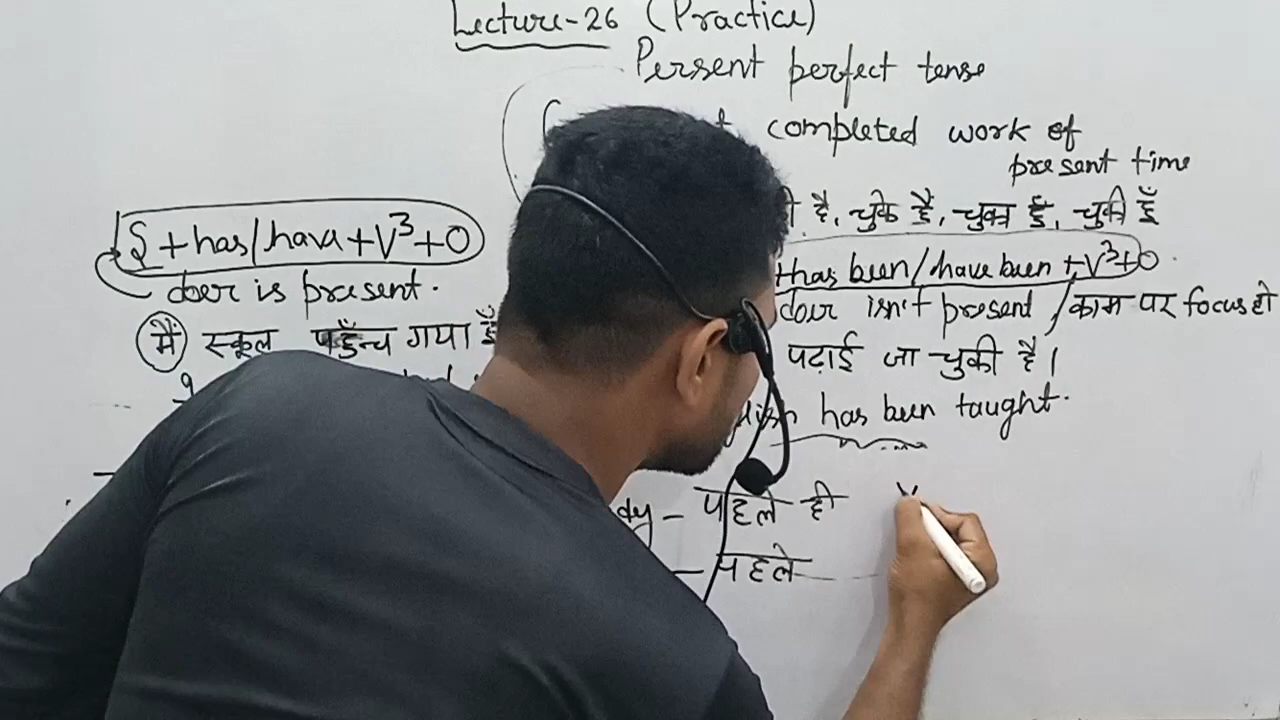 Lecture-26 (Practice)
Persent perfect tense
completed work of
present time
है, चुके है, चुका हूँ, चुकी हूँ
S + has/have + V³ + O
+ has been/have been + V³ + O
doer is present.
doer isn't present / काम पर focus हो
मैं स्कूल पहुँच गया हूँ
पढ़ाई जा चुकी है।
has been taught.
पहले ही
पहले